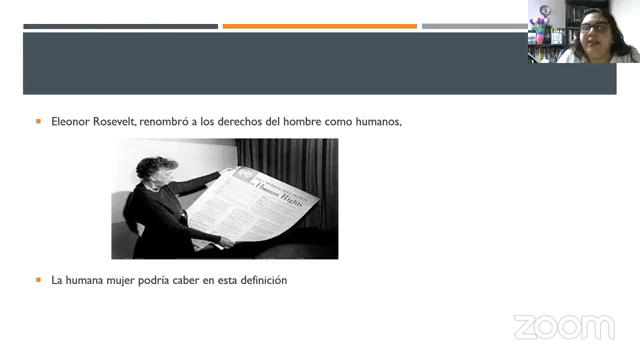 Eleonor Rosevelt, renombró a los derechos del hombre como humanos,
Human Rights
La humana mujer podría caber en esta definición
zoom